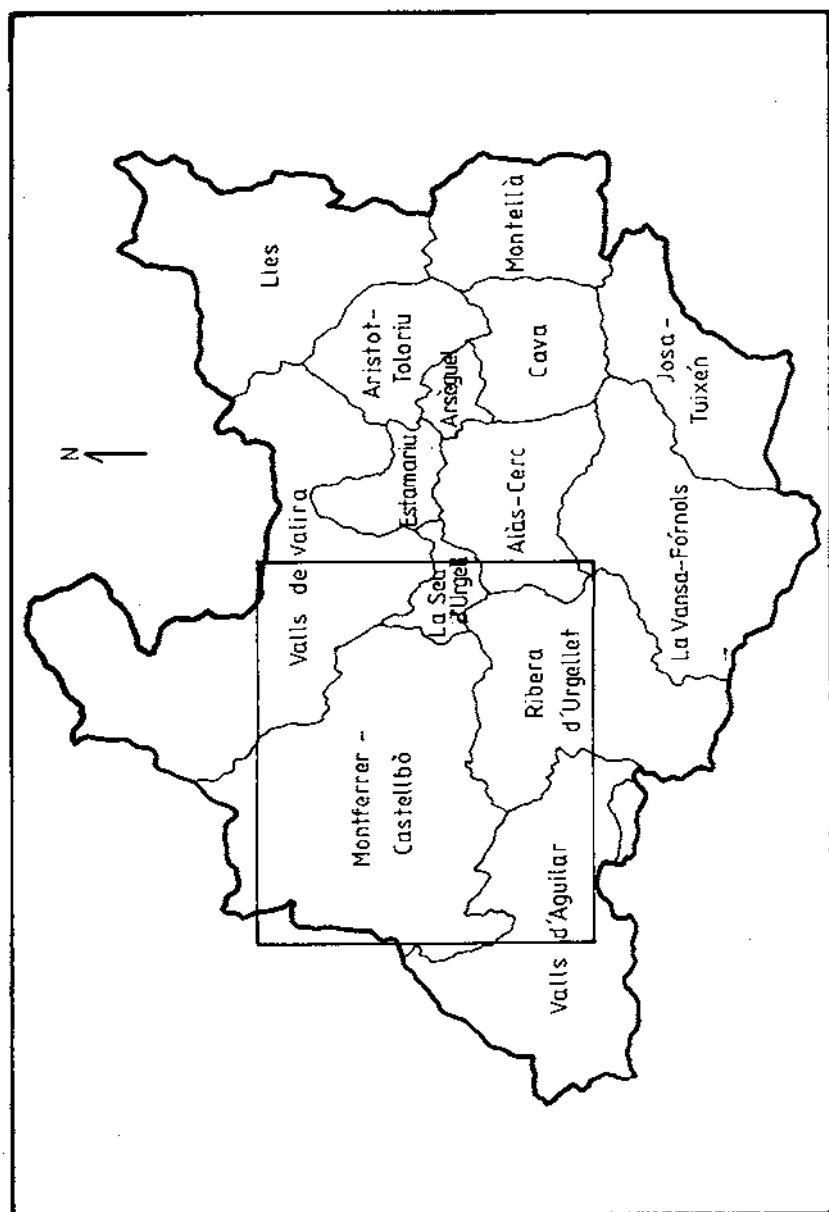 N
Lles
Valls de Valira
Aristot-
Toloriu
Montellà
Estamariu
Arsèguel
Cava
La Seu
d'Urgell
Alàs-Cerc
Montferrer-
Castellbò
Ribera
d'Urgellet
Josa-
Tuixén
Valls d'Aguilar
La Vansa-Fórnols